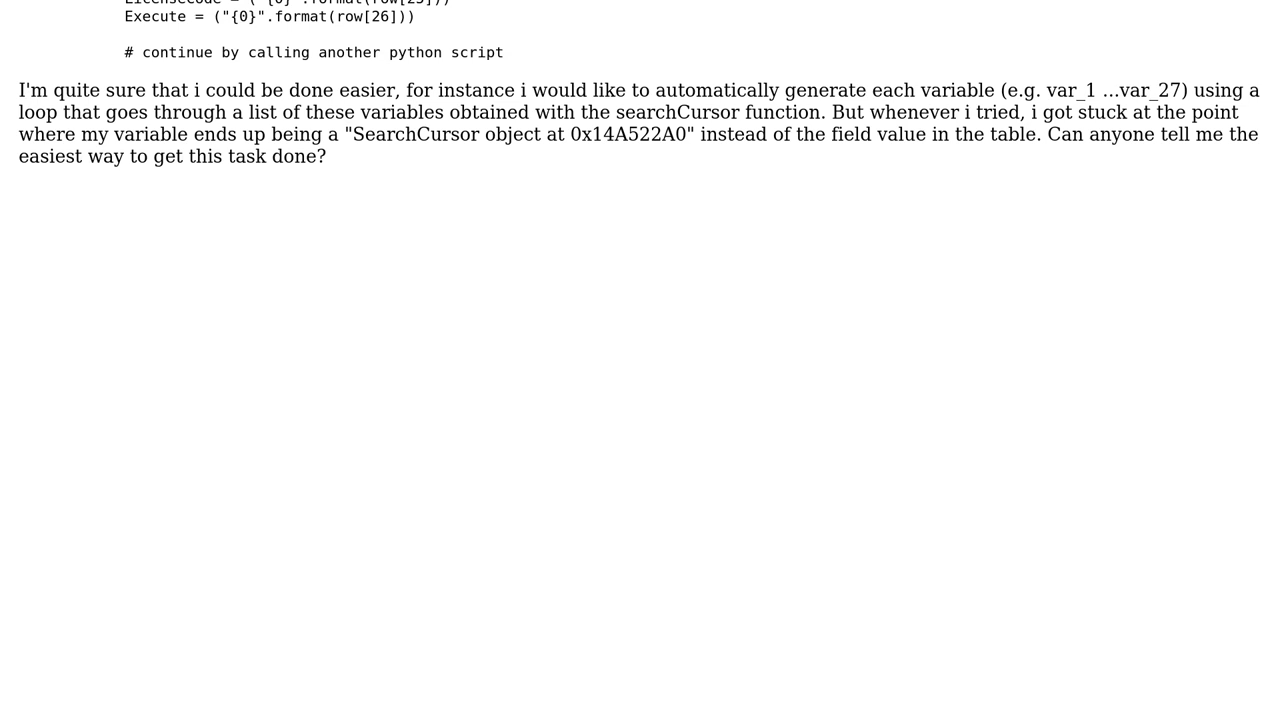 Execute = ("{0}".format(row[26]))
# continue by calling another python script
I'm quite sure that i could be done easier, for instance i would like to automatically generate each variable (e.g. var_1 ...var_27) using a
loop that goes through a list of these variables obtained with the searchCursor function. But whenever i tried, i got stuck at the point
where my variable ends up being a "SearchCursor object at 0x14A522A0" instead of the field value in the table. Can anyone tell me the
easiest way to get this task done?